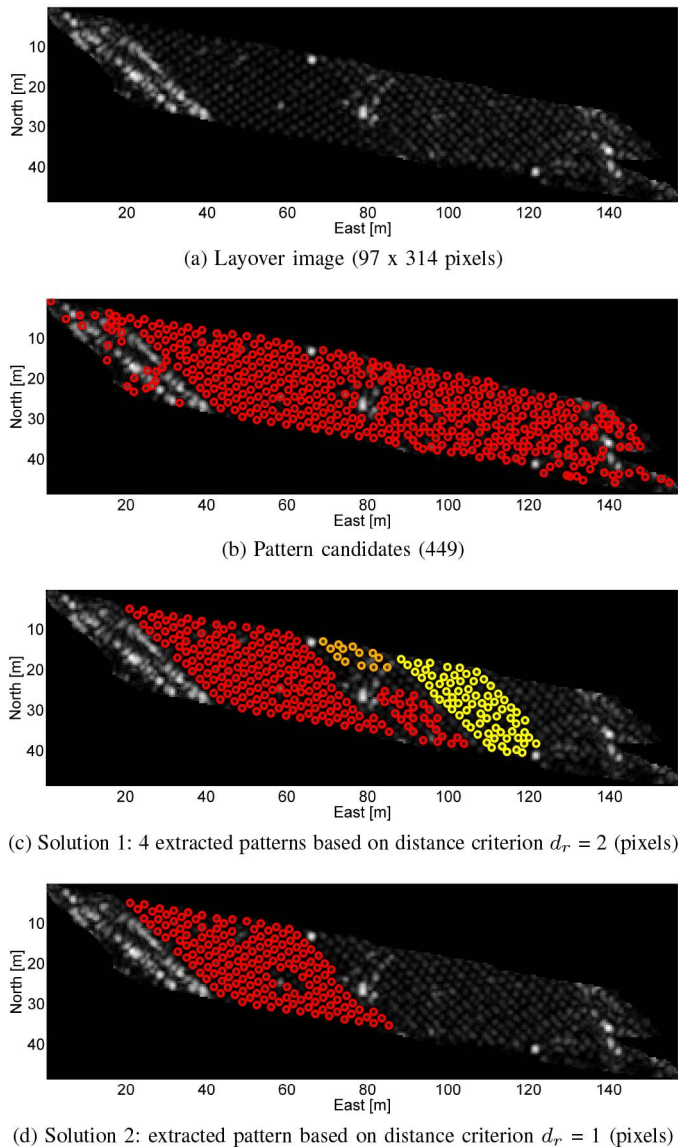 10
20
30
40
North [m]
20 40 60 80 100 120 140
East [m]
(a) Layover image (97 x 314 pixels)
10
20
30
40
North [m]
20 40 60 80 100 120 140
East [m]
(b) Pattern candidates (449)
10
20
30
40
North [m]
20 40 60 80 100 120 140
East [m]
(c) Solution 1: 4 extracted patterns based on distance criterion d_r = 2 (pixels)
10
20
30
40
North [m]
20 40 60 80 100 120 140
East [m]
(d) Solution 2: extracted pattern based on distance criterion d_r = 1 (pixels)